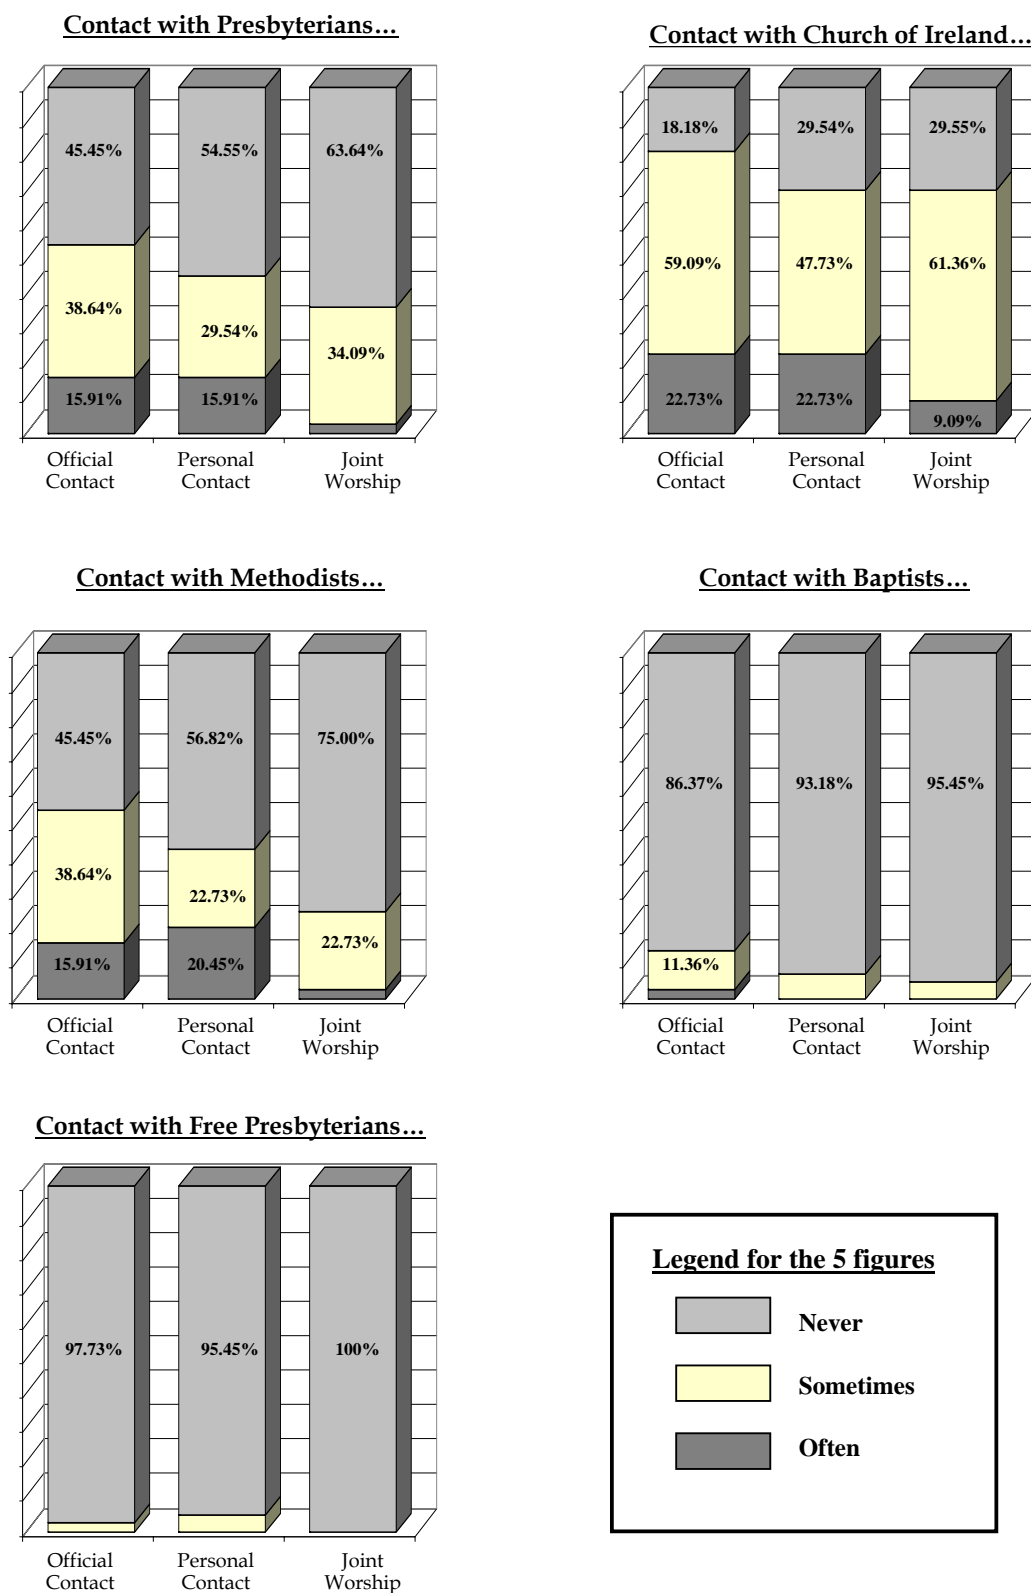 Contact with Presbyterians…
45.45%
54.55%
63.64%
38.64%
29.54%
34.09%
15.91%
15.91%
Official
Contact
Personal
Contact
Joint
Worship
Contact with Church of Ireland…
18.18%
29.54%
29.55%
59.09%
47.73%
61.36%
22.73%
22.73%
9.09%
Official
Contact
Personal
Contact
Joint
Worship
Contact with Methodists…
45.45%
56.82%
75.00%
38.64%
22.73%
22.73%
15.91%
20.45%
Official
Contact
Personal
Contact
Joint
Worship
Contact with Baptists…
86.37%
93.18%
95.45%
11.36%
Official
Contact
Personal
Contact
Joint
Worship
Contact with Free Presbyterians…
97.73%
95.45%
100%
Official
Contact
Personal
Contact
Joint
Worship
Legend for the 5 figures
Never
Sometimes
Often